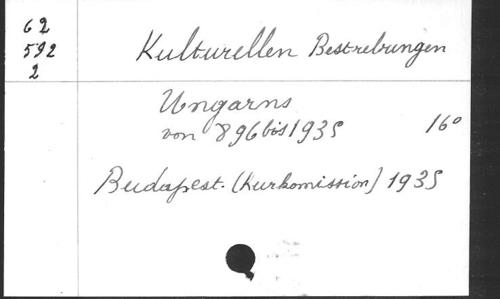 62
592
2
Kulturellen Bestrebungen
Ungarns
von 896 bis 1935
16°
Budapest. (Kurkomission) 1935